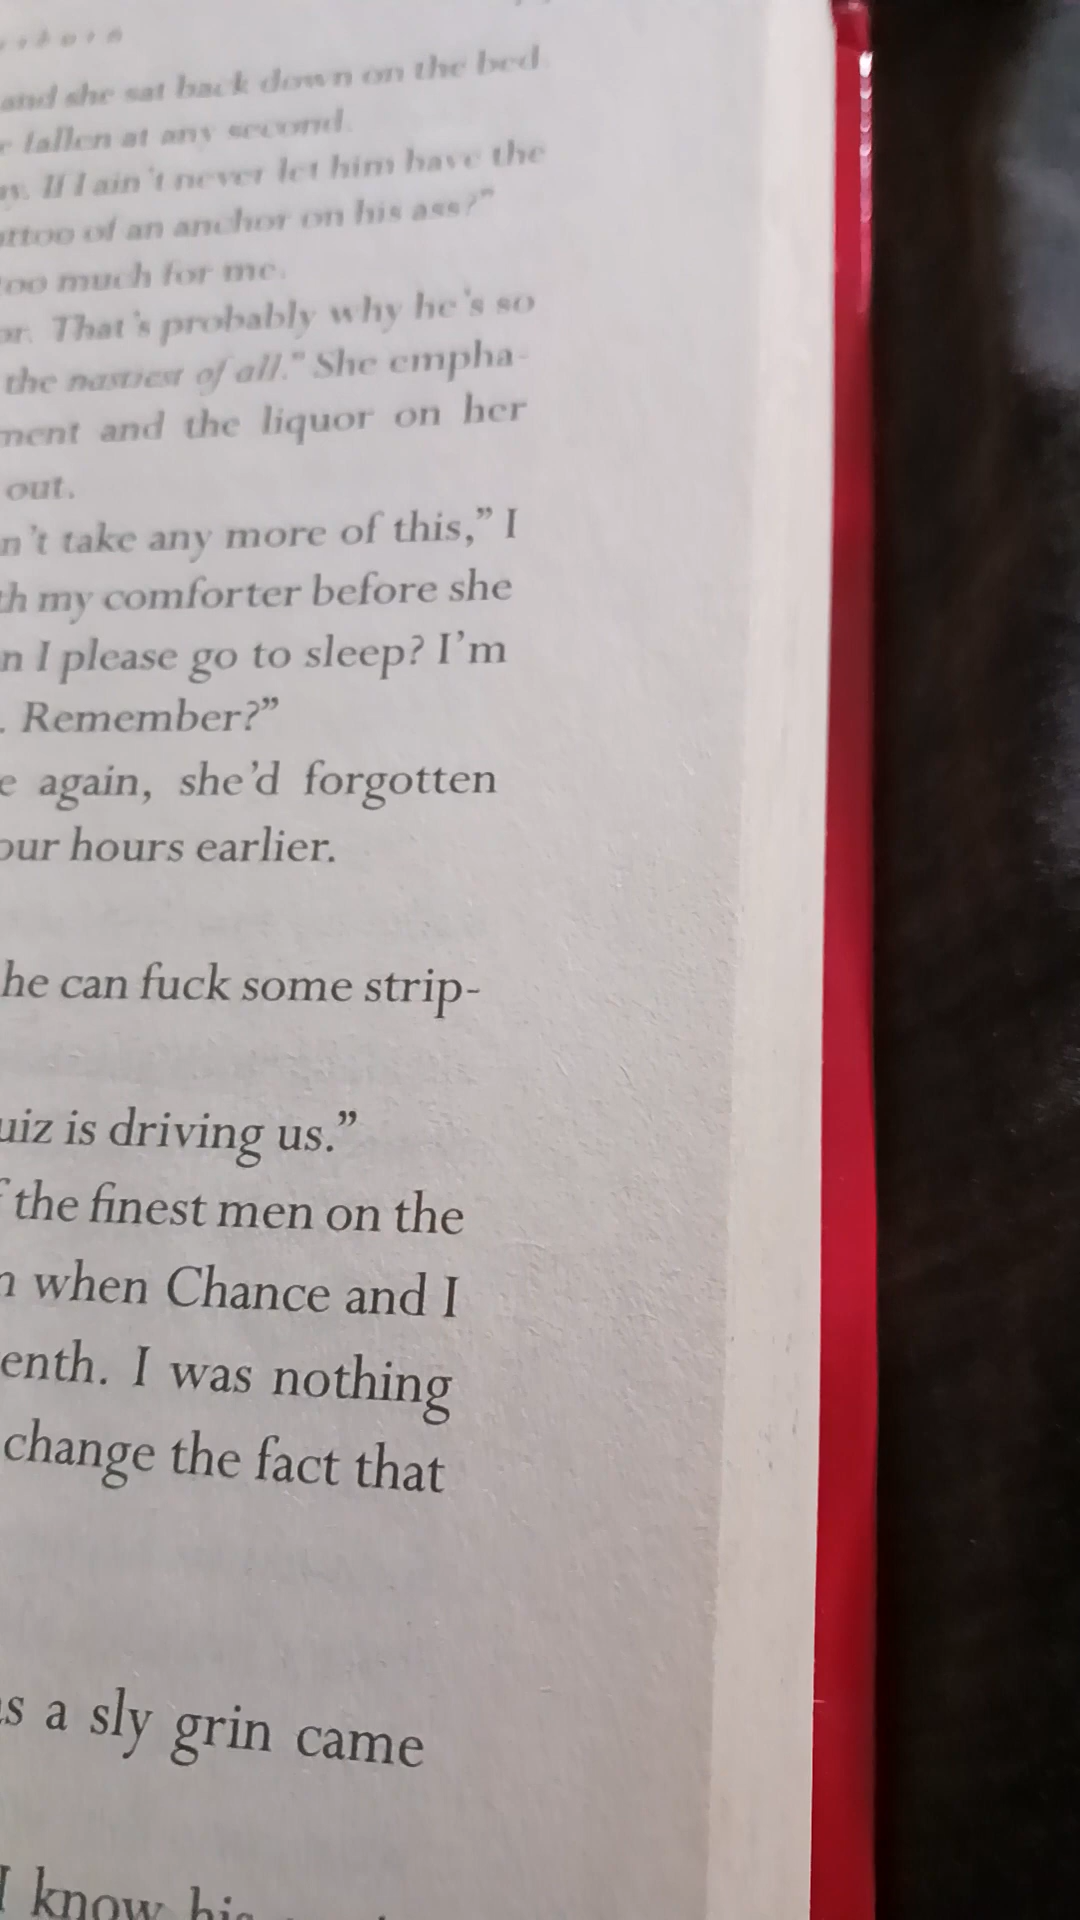 and she sat back down on the bed
fallen at any second.
If I ain't never let him have the
of an anchor on his ass?"
too much for me.
That's probably why he's so
the nastiest of all." She empha-
and the liquor on her
out.
n't take any more of this,” I
my comforter before she
I please go to sleep? I’m
. Remember?”
again, she’d forgotten
our hours earlier.
he can fuck some strip-
uiz is driving us.”
the finest men on the
when Chance and I
enth. I was nothing
change the fact that
s a sly grin came
I know his